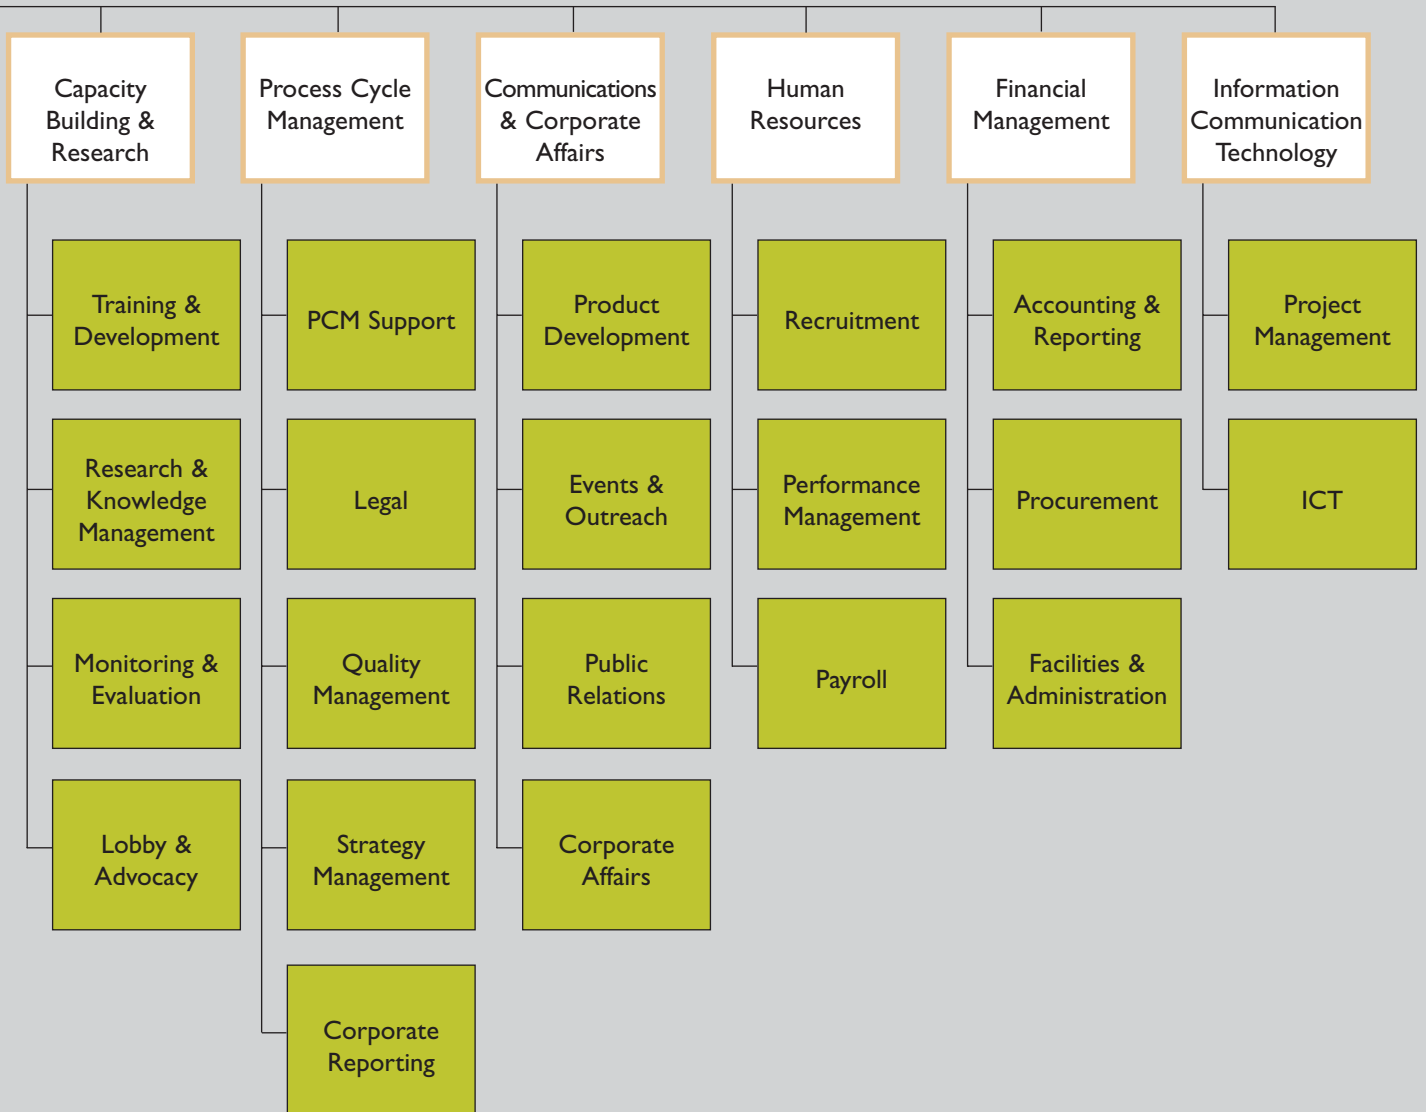 Capacity
Building &
Research
Process Cycle
Management
Communications
& Corporate
Affairs
Human
Resources
Financial
Management
Information
Communication
Technology
Training &
Development
PCM Support
Product
Development
Recruitment
Accounting &
Reporting
Project
Management
Research &
Knowledge
Management
Legal
Events &
Outreach
Performance
Management
Procurement
ICT
Monitoring &
Evaluation
Quality
Management
Public
Relations
Payroll
Facilities &
Administration
Lobby &
Advocacy
Strategy
Management
Corporate
Affairs
Corporate
Reporting